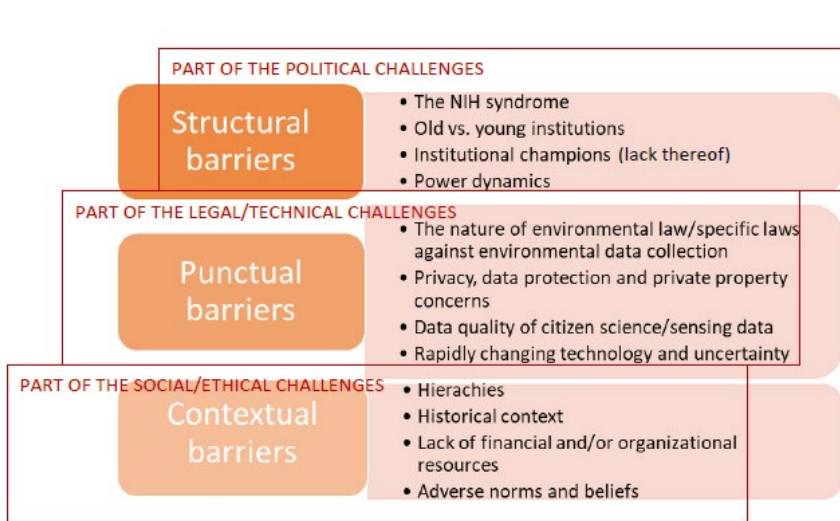 PART OF THE POLITICAL CHALLENGES
Structural
barriers
• The NIH syndrome
• Old vs. young institutions
• Institutional champions (lack thereof)
• Power dynamics
PART OF THE LEGAL/TECHNICAL CHALLENGES
Punctual
barriers
• The nature of environmental law/specific laws
against environmental data collection
• Privacy, data protection and private property
concerns
• Data quality of citizen science/sensing data
• Rapidly changing technology and uncertainty
PART OF THE SOCIAL/ETHICAL CHALLENGES
Contextual
barriers
• Hierachies
• Historical context
• Lack of financial and/or organizational
resources
• Adverse norms and beliefs